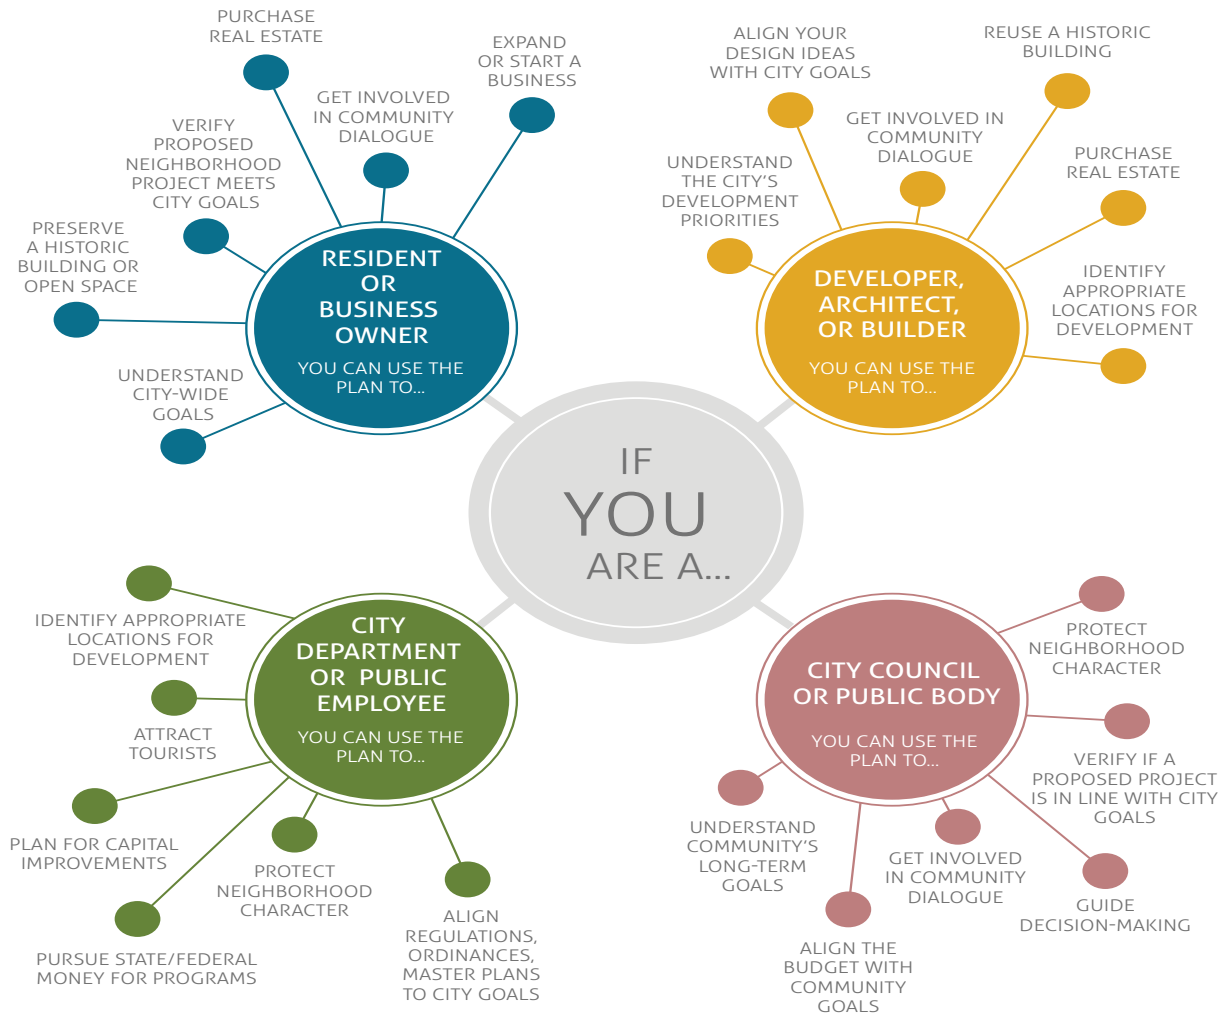 PURCHASE
REAL ESTATE
EXPAND
OR START A
BUSINESS
GET INVOLVED
IN COMMUNITY
DIALOGUE
VERIFY
PROPOSED
NEIGHBORHOOD
PROJECT MEETS
CITY GOALS
PRESERVE
A HISTORIC
BUILDING OR
OPEN SPACE
UNDERSTAND
CITY-WIDE
GOALS
RESIDENT
OR
BUSINESS
OWNER
YOU CAN USE THE
PLAN TO...
ALIGN YOUR
DESIGN IDEAS
WITH CITY GOALS
REUSE A HISTORIC
BUILDING
GET INVOLVED IN
COMMUNITY
DIALOGUE
UNDERSTAND
THE CITY'S
DEVELOPMENT
PRIORITIES
PURCHASE
REAL ESTATE
IDENTIFY
APPROPRIATE
LOCATIONS FOR
DEVELOPMENT
DEVELOPER,
ARCHITECT,
OR BUILDER
YOU CAN USE THE
PLAN TO...
IF
YOU
ARE A...
IDENTIFY APPROPRIATE
LOCATIONS FOR
DEVELOPMENT
ATTRACT
TOURISTS
PLAN FOR CAPITAL
IMPROVEMENTS
PURSUE STATE/FEDERAL
MONEY FOR PROGRAMS
PROTECT
NEIGHBORHOOD
CHARACTER
ALIGN
REGULATIONS,
ORDINANCES,
MASTER PLANS
TO CITY GOALS
CITY
DEPARTMENT
OR PUBLIC
EMPLOYEE
YOU CAN USE THE
PLAN TO...
CITY COUNCIL
OR PUBLIC BODY
YOU CAN USE THE
PLAN TO...
PROTECT
NEIGHBORHOOD
CHARACTER
VERIFY IF A
PROPOSED PROJECT
IS IN LINE WITH CITY
GOALS
GUIDE
DECISION-MAKING
GET INVOLVED
IN COMMUNITY
DIALOGUE
UNDERSTAND
COMMUNITY'S
LONG-TERM
GOALS
ALIGN THE
BUDGET WITH
COMMUNITY
GOALS